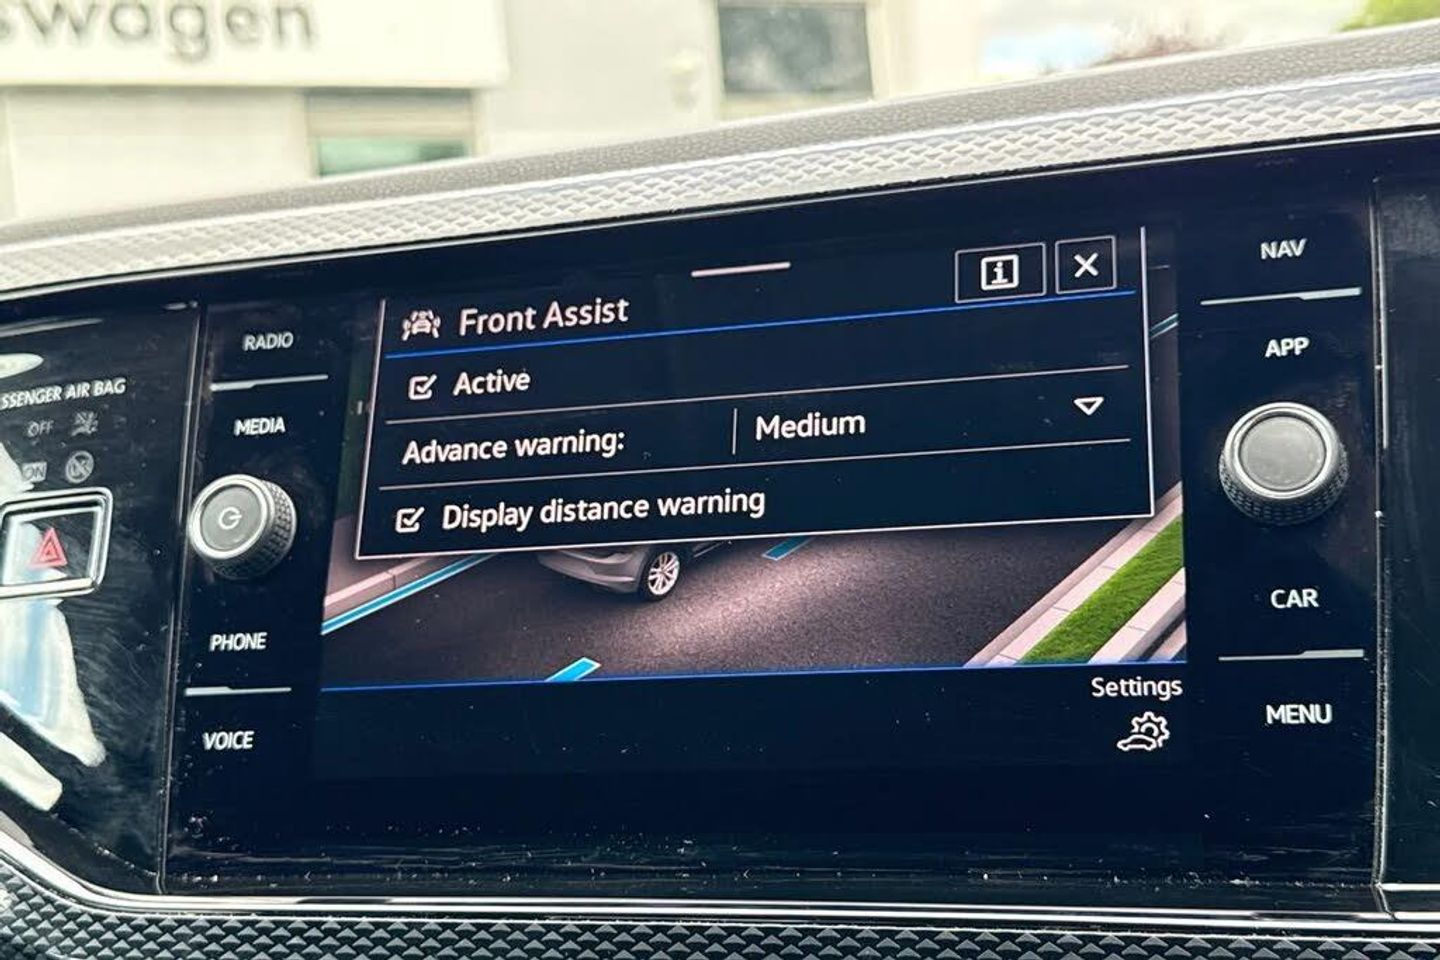 swagen
Front Assist
RADIO
Active
NAV
APP
SSENGER AIR BAG
OFF
MEDIA
Advance warning:
Medium
ON
Display distance warning
PHONE
CAR
Settings
VOICE
MENU